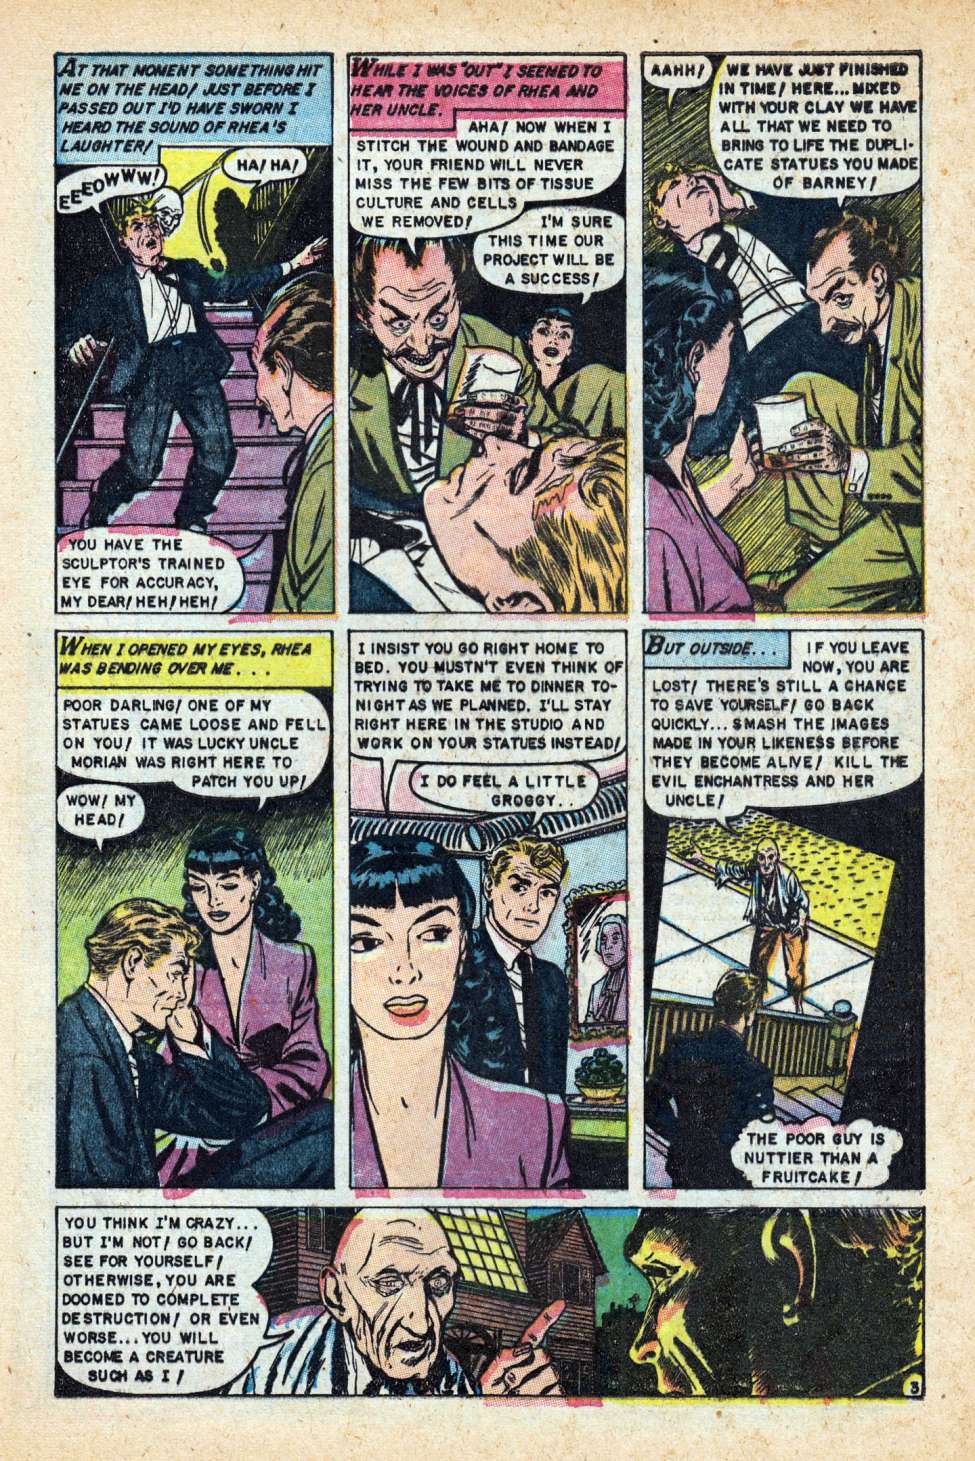 AT THAT MOMENT SOMETHING HIT
ME ON THE HEAD! JUST BEFORE I
PASSED OUT I'D HAVE SWORN I
HEARD THE SOUND OF RHEA'S
LAUGHTER!
EEEOWWW!
HA! HA!
YOU HAVE THE
SCULPTOR'S TRAINED
EYE FOR ACCURACY,
MY DEAR! HEH! HEH!
WHILE I WAS "OUT" I SEEMED TO
HEAR THE VOICES OF RHEA AND
HER UNCLE.
AHA! NOW WHEN I
STITCH THE WOUND AND BANDAGE
IT, YOUR FRIEND WILL NEVER
MISS THE FEW BITS OF TISSUE
CULTURE AND CELLS
WE REMOVED!
I'M SURE
THIS TIME OUR
PROJECT WILL BE
A SUCCESS!
AAHH!
WE HAVE JUST FINISHED
IN TIME! HERE... MIXED
WITH YOUR CLAY WE HAVE
ALL THAT WE NEED TO
BRING TO LIFE THE DUPLI-
CATE STATUES YOU MADE
OF BARNEY!
WHEN I OPENED MY EYES, RHEA
WAS BENDING OVER ME...
POOR DARLING! ONE OF MY
STATUES CAME LOOSE AND FELL
ON YOU! IT WAS LUCKY UNCLE
MORIAN WAS RIGHT HERE TO
PATCH YOU UP!
WOW! MY
HEAD!
I INSIST YOU GO RIGHT HOME TO
BED. YOU MUSTN'T EVEN THINK OF
TRYING TO TAKE ME TO DINNER TO-
NIGHT AS WE PLANNED. I'LL STAY
RIGHT HERE IN THE STUDIO AND
WORK ON YOUR STATUES INSTEAD!
I DO FEEL A LITTLE
GROGGY..
BUT OUTSIDE...
IF YOU LEAVE
NOW, YOU ARE
LOST! THERE'S STILL A CHANCE
TO SAVE YOURSELF! GO BACK
QUICKLY... SMASH THE IMAGES
MADE IN YOUR LIKENESS BEFORE
THEY BECOME ALIVE! KILL THE
EVIL ENCHANTRESS AND HER
UNCLE!
THE POOR GUY IS
NUTTIER THAN A
FRUITCAKE!
YOU THINK I'M CRAZY...
BUT I'M NOT! GO BACK!
SEE FOR YOURSELF!
OTHERWISE, YOU ARE
DOOMED TO COMPLETE
DESTRUCTION! OR EVEN
WORSE... YOU WILL
BECOME A CREATURE
SUCH AS I!
3